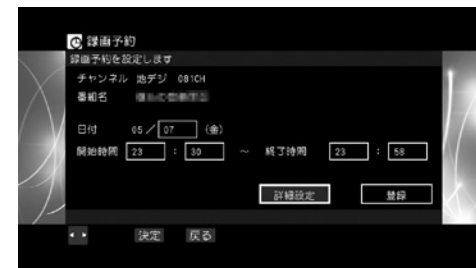 録画予約
録画予約を設定します
チャンネル 地デジ 081CH
番組名
日付 05 / 07 (金)
開始時間 23 : 30 ～ 終了時間 23 : 58
詳細設定 登録
決定 戻る